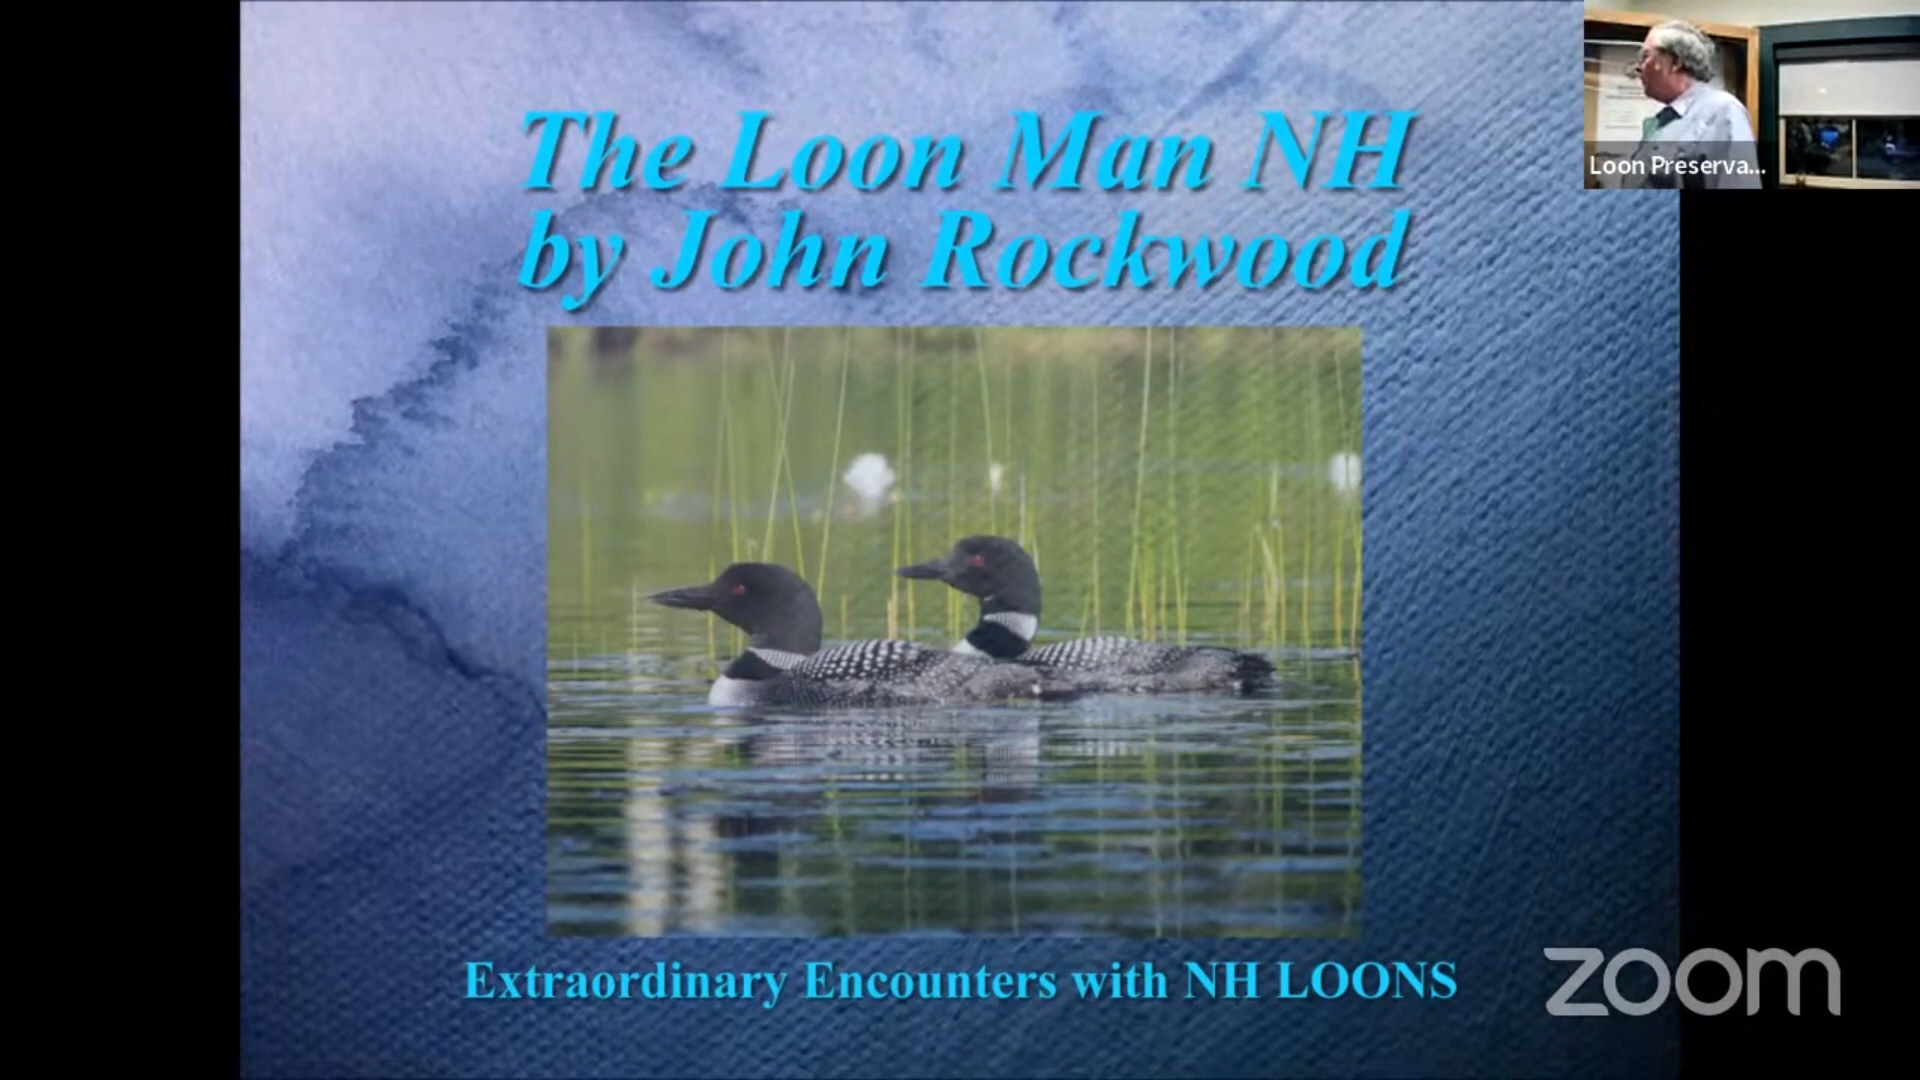 The Loon Man NH
by John Rockwood
Loon Preserva...
Extraordinary Encounters with NH LOONS
zoom